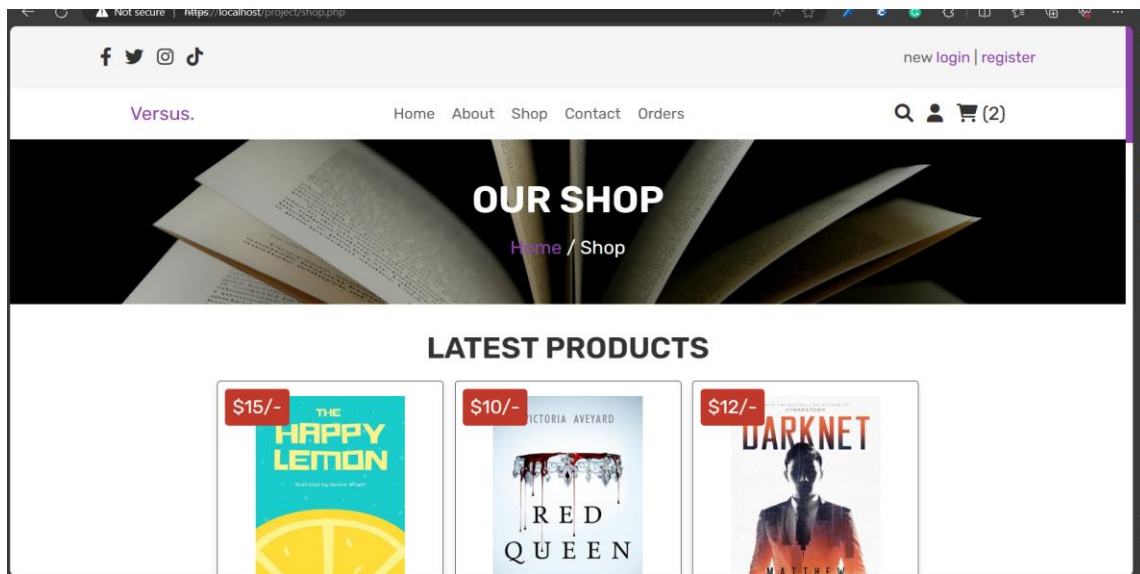 Not secure https://localhost/project/shop.php
new login | register
Versus.
Home About Shop Contact Orders
(2)
OUR SHOP
Home / Shop
LATEST PRODUCTS
$15/-
THE
HAPPY
LEMON
$10/-
VICTORIA AVEYARD
RED
QUEEN
$12/-
CYBERSTORM
DARKNET
MATTHEW